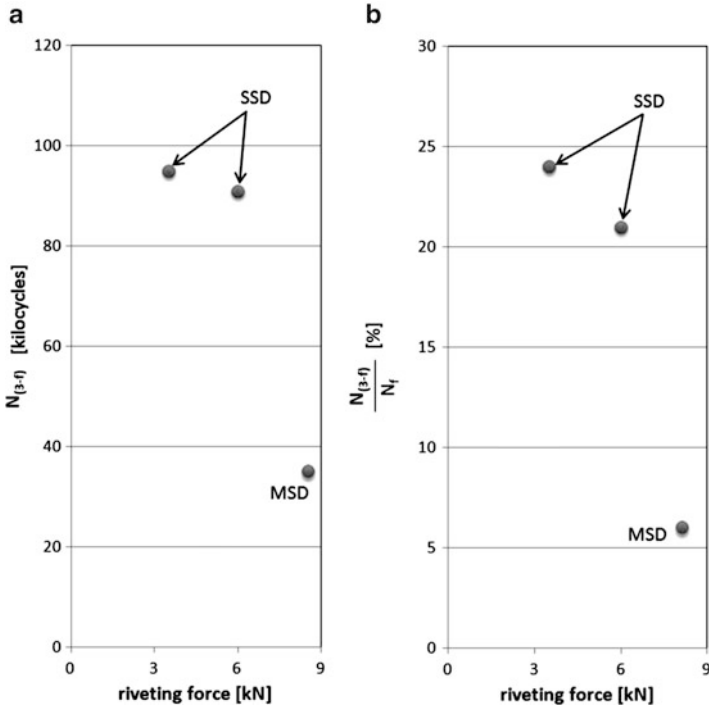 a
120
100
80
60
40
20
0
N(3-f) [kilocycles]
SSD
MSD
0 3 6 9
riveting force [kN]
b
30
25
20
15
10
5
0
N(3-f)
Nf
[%]
SSD
MSD
0 3 6 9
riveting force [kN]